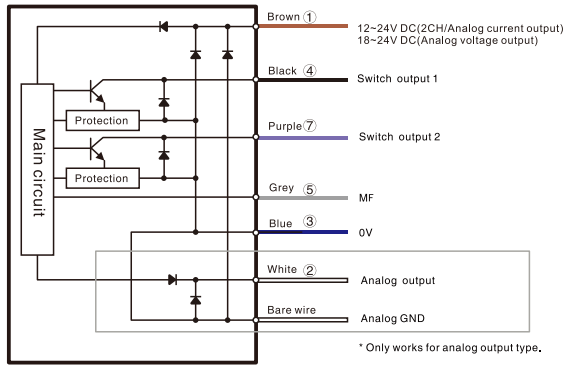 Brown ①
12~24V DC(2CH/Analog current output)
18~24V DC(Analog voltage output)
Black ④
Switch output 1
Protection
Purple ⑦
Switch output 2
Protection
Main circuit
Grey ⑤
MF
Blue ③
0V
White ②
Analog output
Bare wire
Analog GND
* Only works for analog output type.